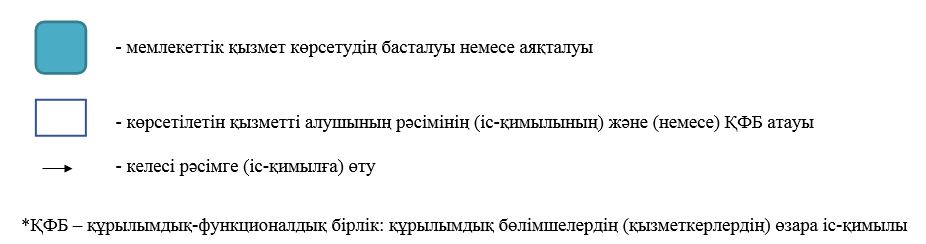 - мемлекеттік қызмет көрсетудің басталуы немесе аяқталуы
- көрсетілетін қызметті алушының рәсімінің (іс-қимылының) және (немесе) ҚФБ атауы
- келесі рәсімге (іс-қимылға) өту
*ҚФБ – құрылымдық-функционалдық бірлік: құрылымдық бөлімшелердің (қызметкерлердің) өзара іс-қимылы